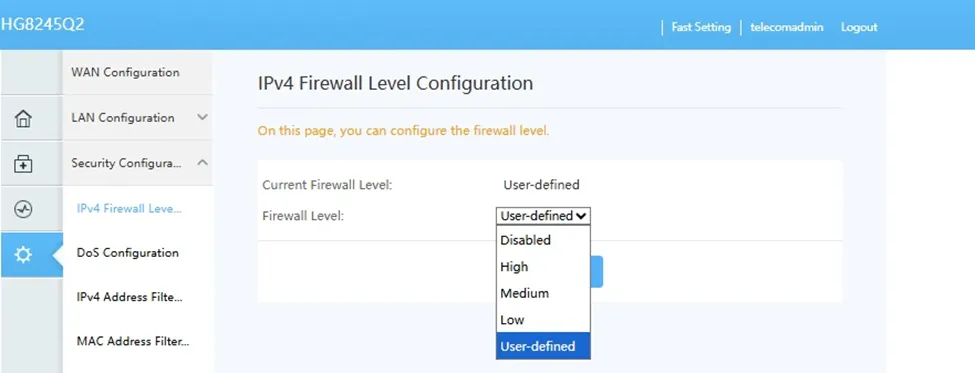 HG8245Q2
Fast Setting
telecomadmin
Logout
WAN Configuration
LAN Configuration
Security Configura...
IPv4 Firewall Leve...
DoS Configuration
IPv4 Address Filte...
MAC Address Filter...
IPv4 Firewall Level Configuration
On this page, you can configure the firewall level.
Current Firewall Level: User-defined
Firewall Level: User-defined
Disabled
High
Medium
Low
User-defined